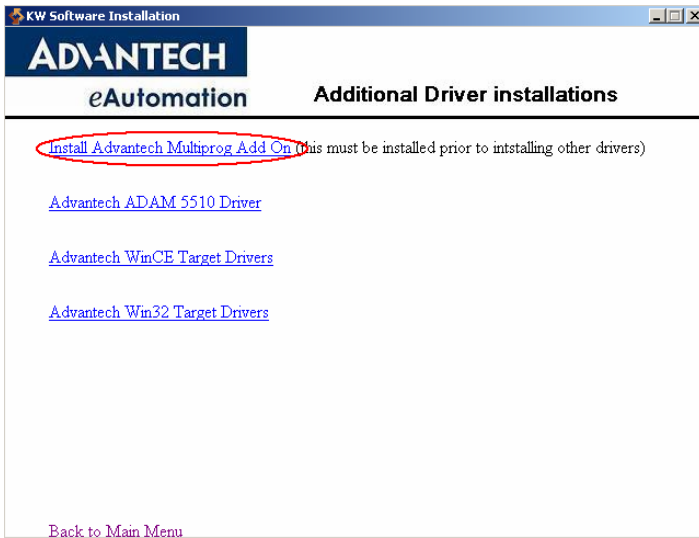 KW Software Installation
ADVANTECH
eAutomation
Additional Driver installations
Install Advantech Multiprog Add On (this must be installed prior to intstalling other drivers)
Advantech ADAM 5510 Driver
Advantech WinCE Target Drivers
Advantech Win32 Target Drivers
Back to Main Menu